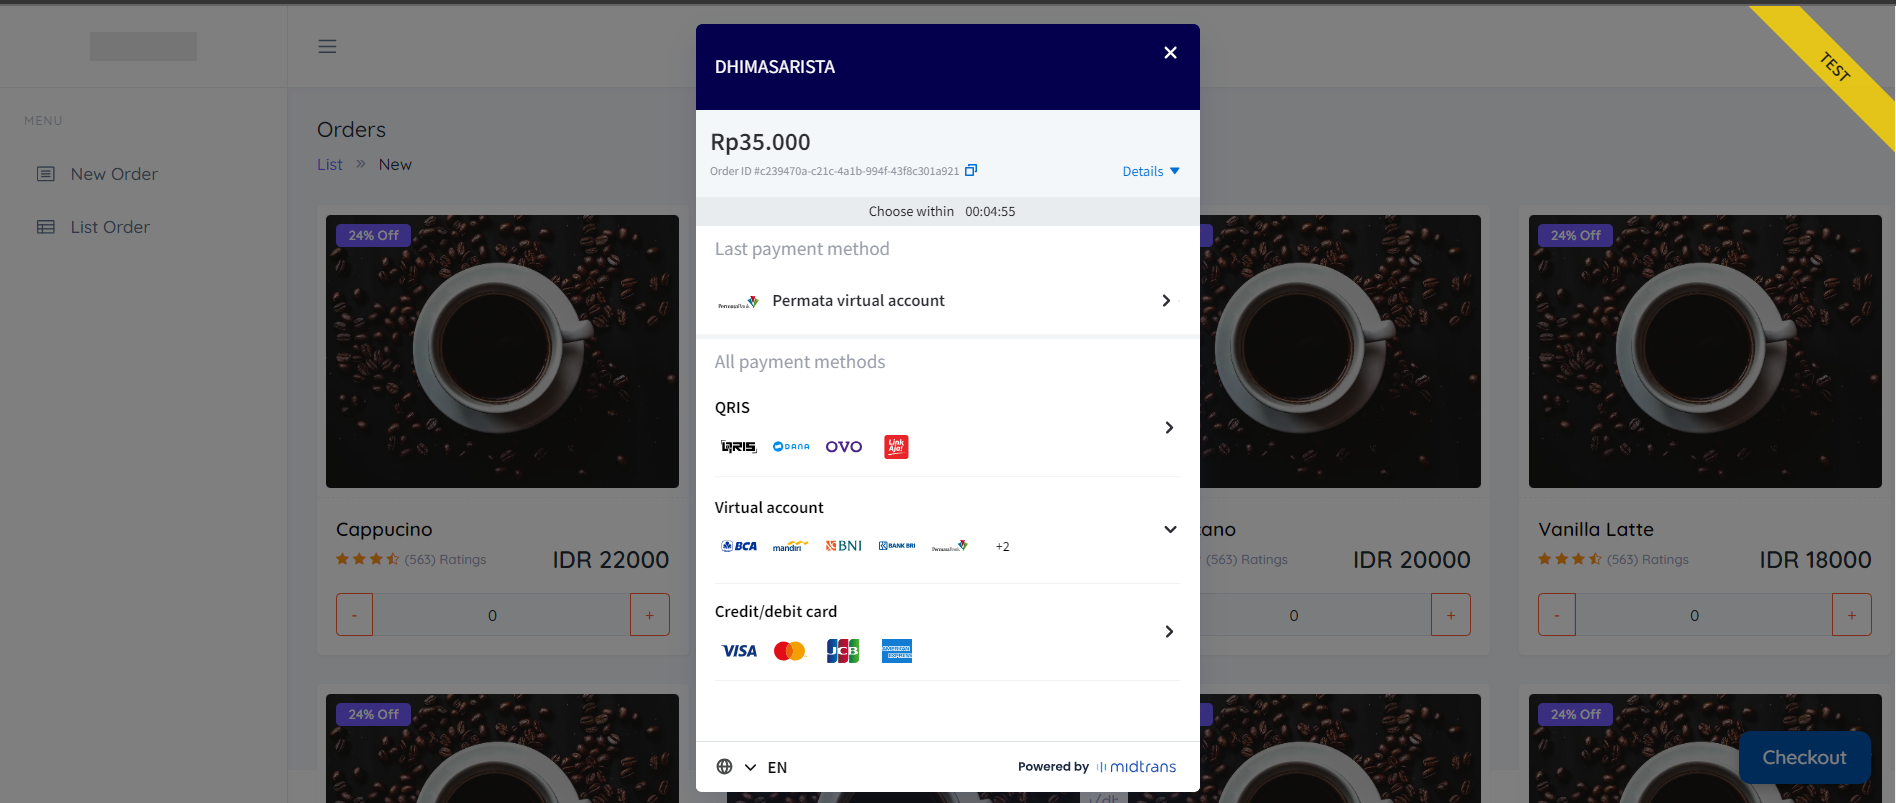 TEST
MENU
New Order
List Order
Orders
List » New
24% Off
Cappucino
(563) Ratings
IDR 22000
- 0 +
DHIMASARISTA
Rp35.000
Order ID #c239470a-c21c-4a1b-994f-43f8c301a921
Details
Choose within 00:04:55
Last payment method
PermataBank Permata virtual account
All payment methods
QRIS
QRIS DANA OVO LinkAja!
Virtual account
BCA mandiri BNI BANK BRI PermataBank +2
Credit/debit card
VISA JCB AMERICAN EXPRESS
EN
Powered by midtrans
(563) Ratings
IDR 20000
0 +
24% Off
Vanilla Latte
(563) Ratings
IDR 18000
- 0 +
24% Off
24% Off
Checkout